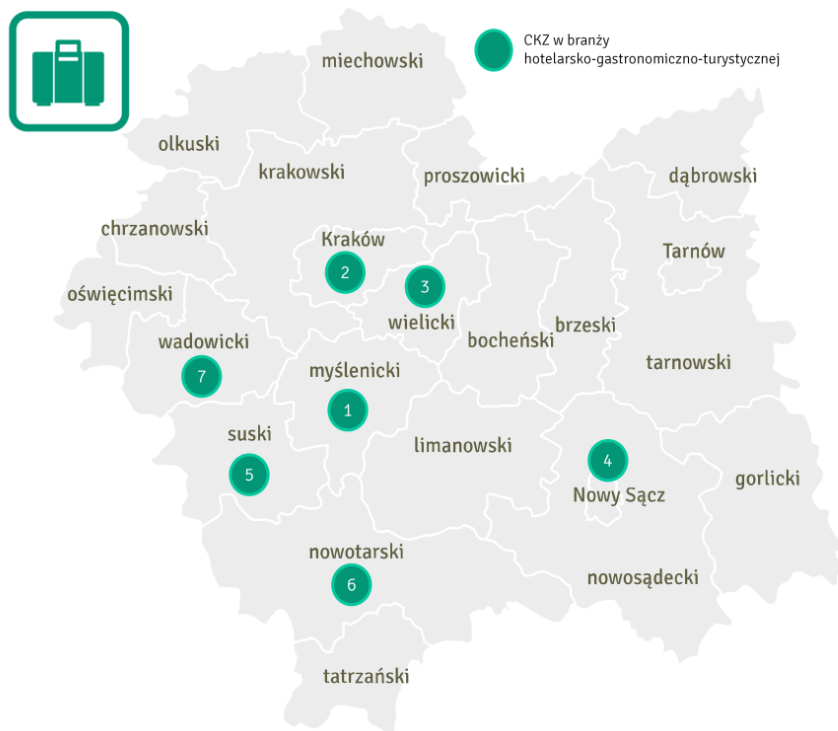 CKZ w branży
hotelarsko-gastronomiczno-turystycznej
miechowski
olkuski
krakowski
proszowicki
dąbrowski
chrzanowski
Kraków
Tarnów
2
3
oświęcimski
wielicki
brzeski
bocheński
wadowicki
tarnowski
7
myślenicki
1
suski
limanowski
4
5
gorlicki
Nowy Sącz
nowotarski
6
nowosądecki
tatrzański